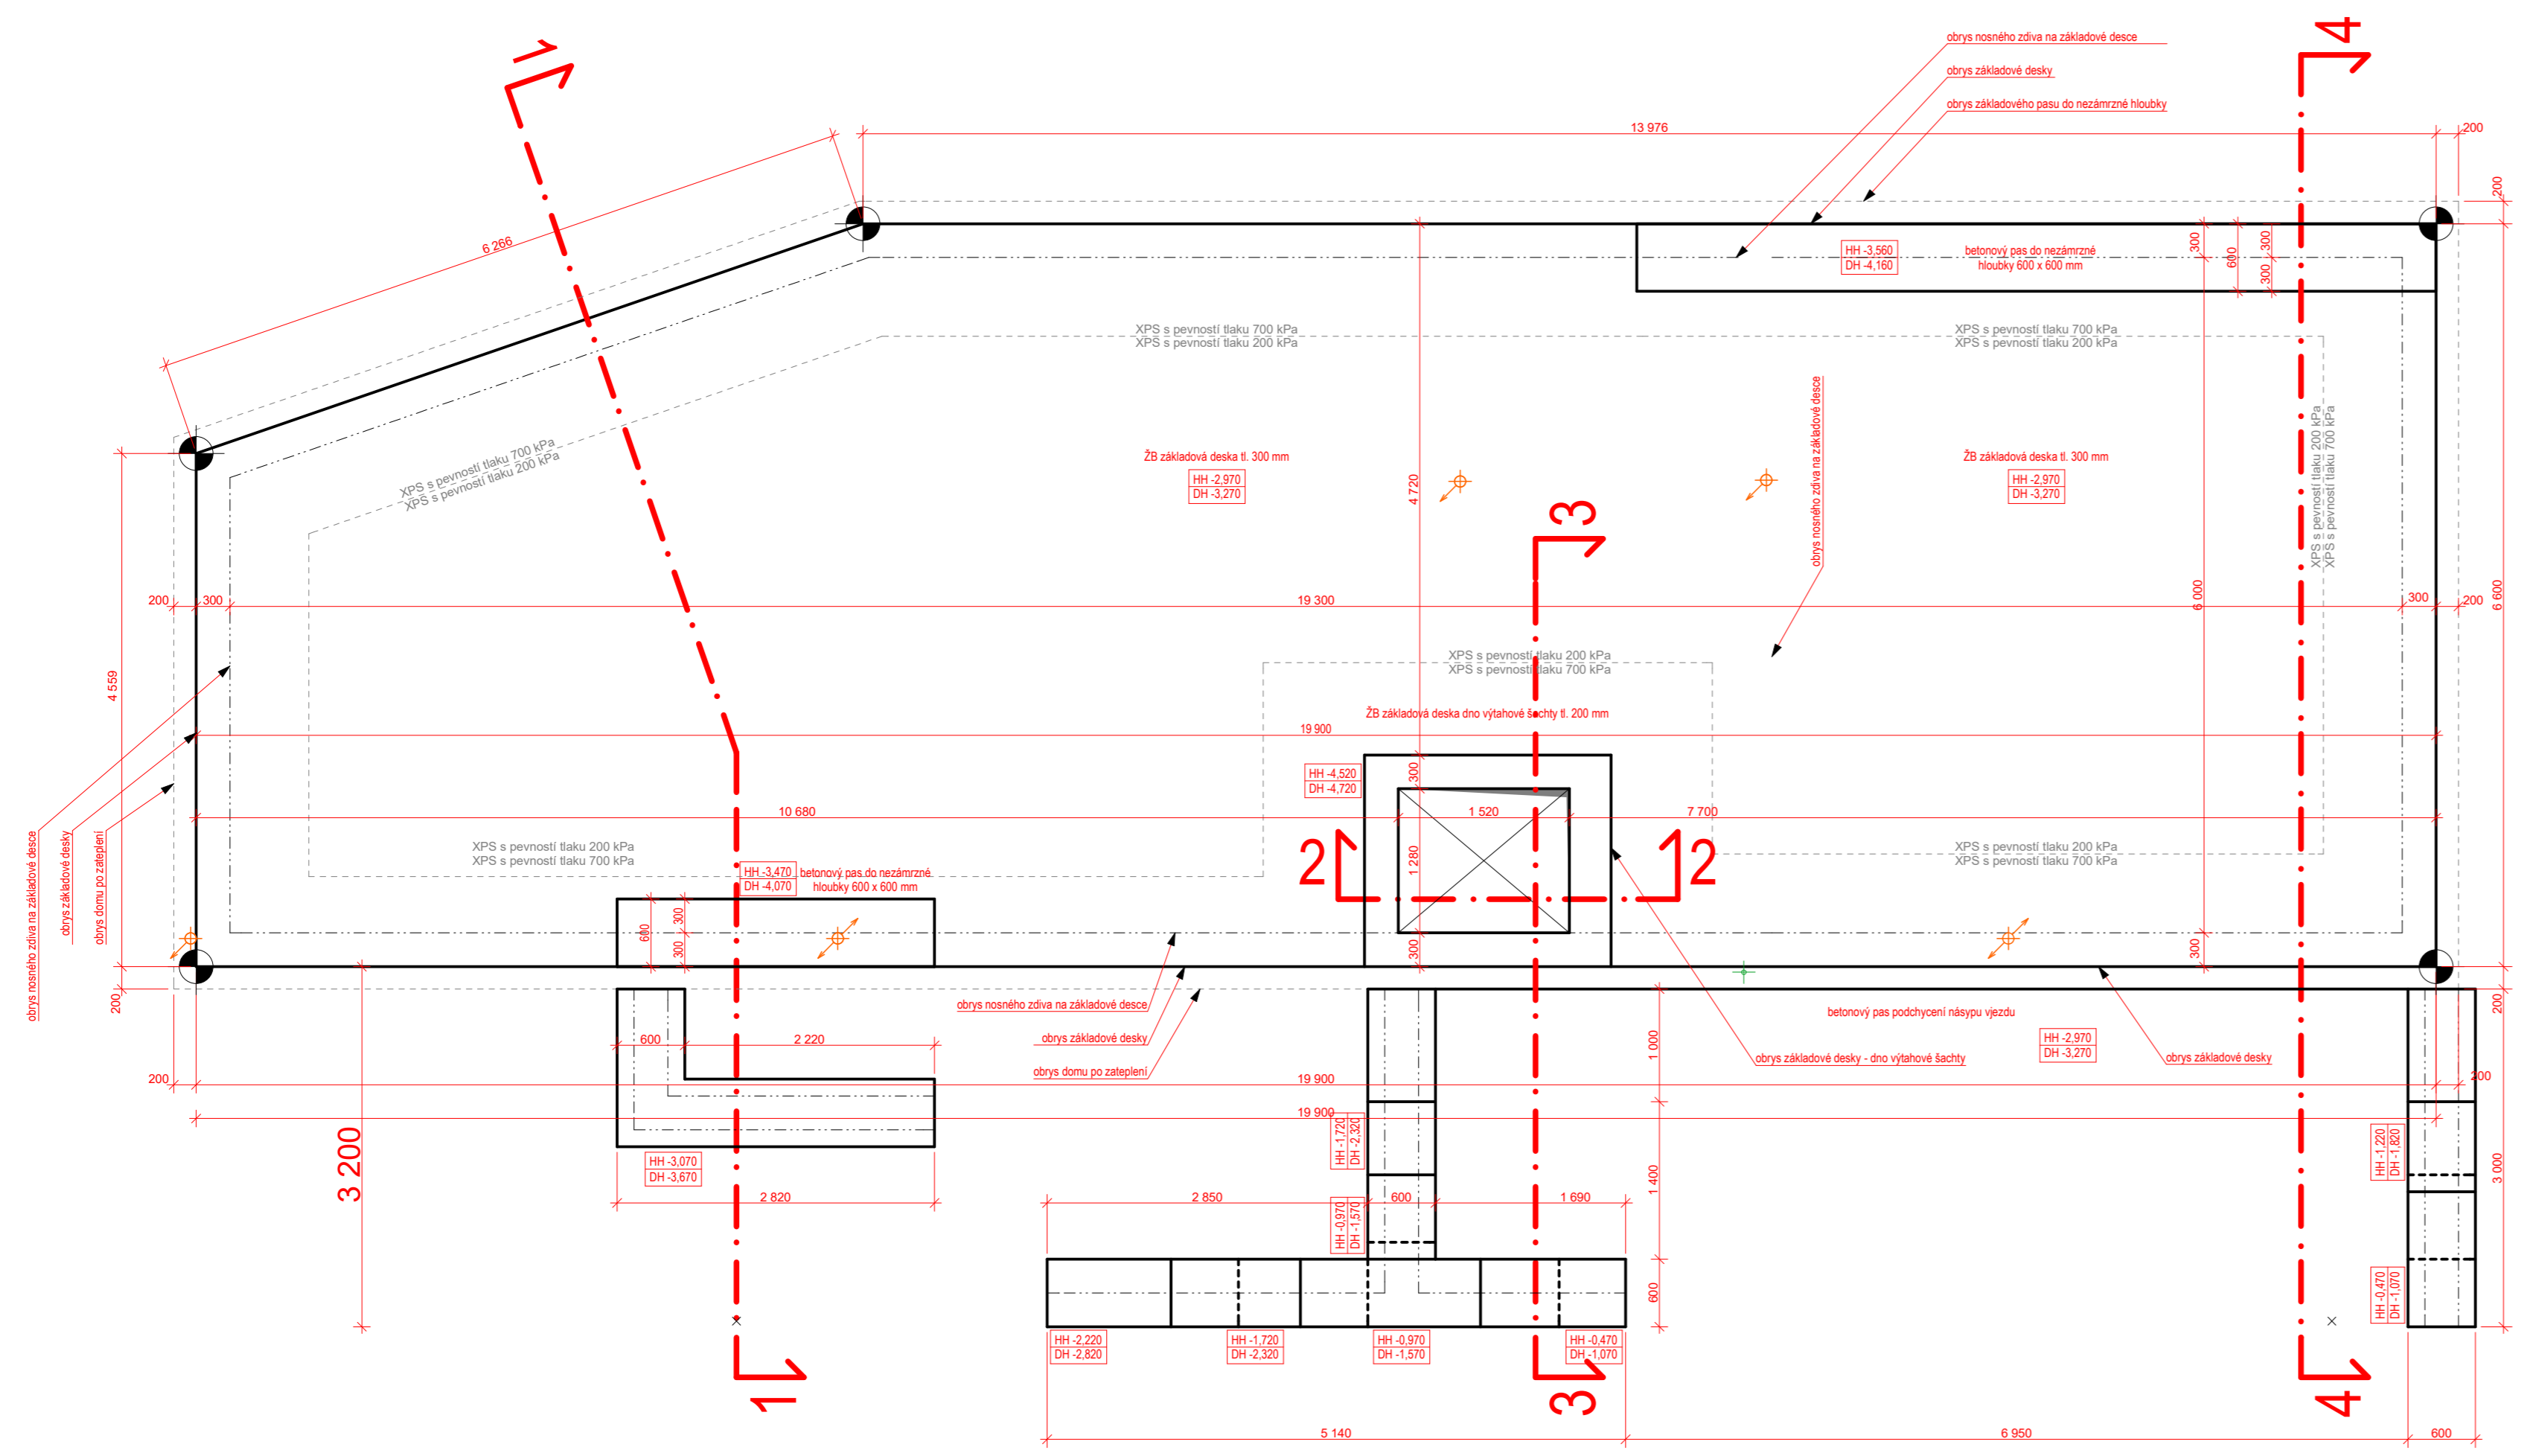 1
4
obrys nosného zdiva na základové desce
obrys základové desky
obrys základového pasu do nezámrzné hloubky
13 976
200
200
6 266
HH -3,560
DH -4,160
betonový pas do nezámrzné
hloubky 600 x 600 mm
300
600
300
300
XPS s pevností tlaku 700 kPa
XPS s pevností tlaku 200 kPa
XPS s pevností tlaku 700 kPa
XPS s pevností tlaku 200 kPa
XPS s pevností tlaku 700 kPa
XPS s pevností tlaku 200 kPa
XPS s pevností tlaku 200 kPa
XPS s pevností tlaku 700 kPa
obrys nosného zdiva na základové desce
ŽB základová deska tl. 300 mm
HH -2,970
DH -3,270
4 720
ŽB základová deska tl. 300 mm
HH -2,970
DH -3,270
3
200
300
19 300
6 000
300
200
6 600
4 559
XPS s pevností tlaku 200 kPa
XPS s pevností tlaku 700 kPa
ŽB základová deska dno výtahové šachty tl. 200 mm
19 900
HH -4,520
DH -4,720
300
10 680
1 520
7 700
1 280
2
2
XPS s pevností tlaku 200 kPa
XPS s pevností tlaku 700 kPa
XPS s pevností tlaku 200 kPa
XPS s pevností tlaku 700 kPa
HH -3,470
DH -4,070
betonový pas do nezámrzné
hloubky 600 x 600 mm
600
300
300
300
300
obrys nosného zdiva na základové desce
obrys základové desky
obrys domu po zateplení
200
obrys nosného zdiva na základové desce
obrys základové desky
obrys domu po zateplení
betonový pas podchycení násypu vjezdu
HH -2,970
DH -3,270
obrys základové desky - dno výtahové šachty
obrys základové desky
200
600
2 220
1 000
200
19 900
200
19 900
3 200
HH -1,720
DH -2,320
HH -1,220
DH -1,820
HH -3,070
DH -3,670
2 820
2 850
600
1 690
1 400
3 000
HH -0,970
DH -1,570
600
HH -0,470
DH -1,070
HH -2,220
DH -2,820
HH -1,720
DH -2,320
HH -0,970
DH -1,570
HH -0,470
DH -1,070
1
3
4
5 140
6 950
600